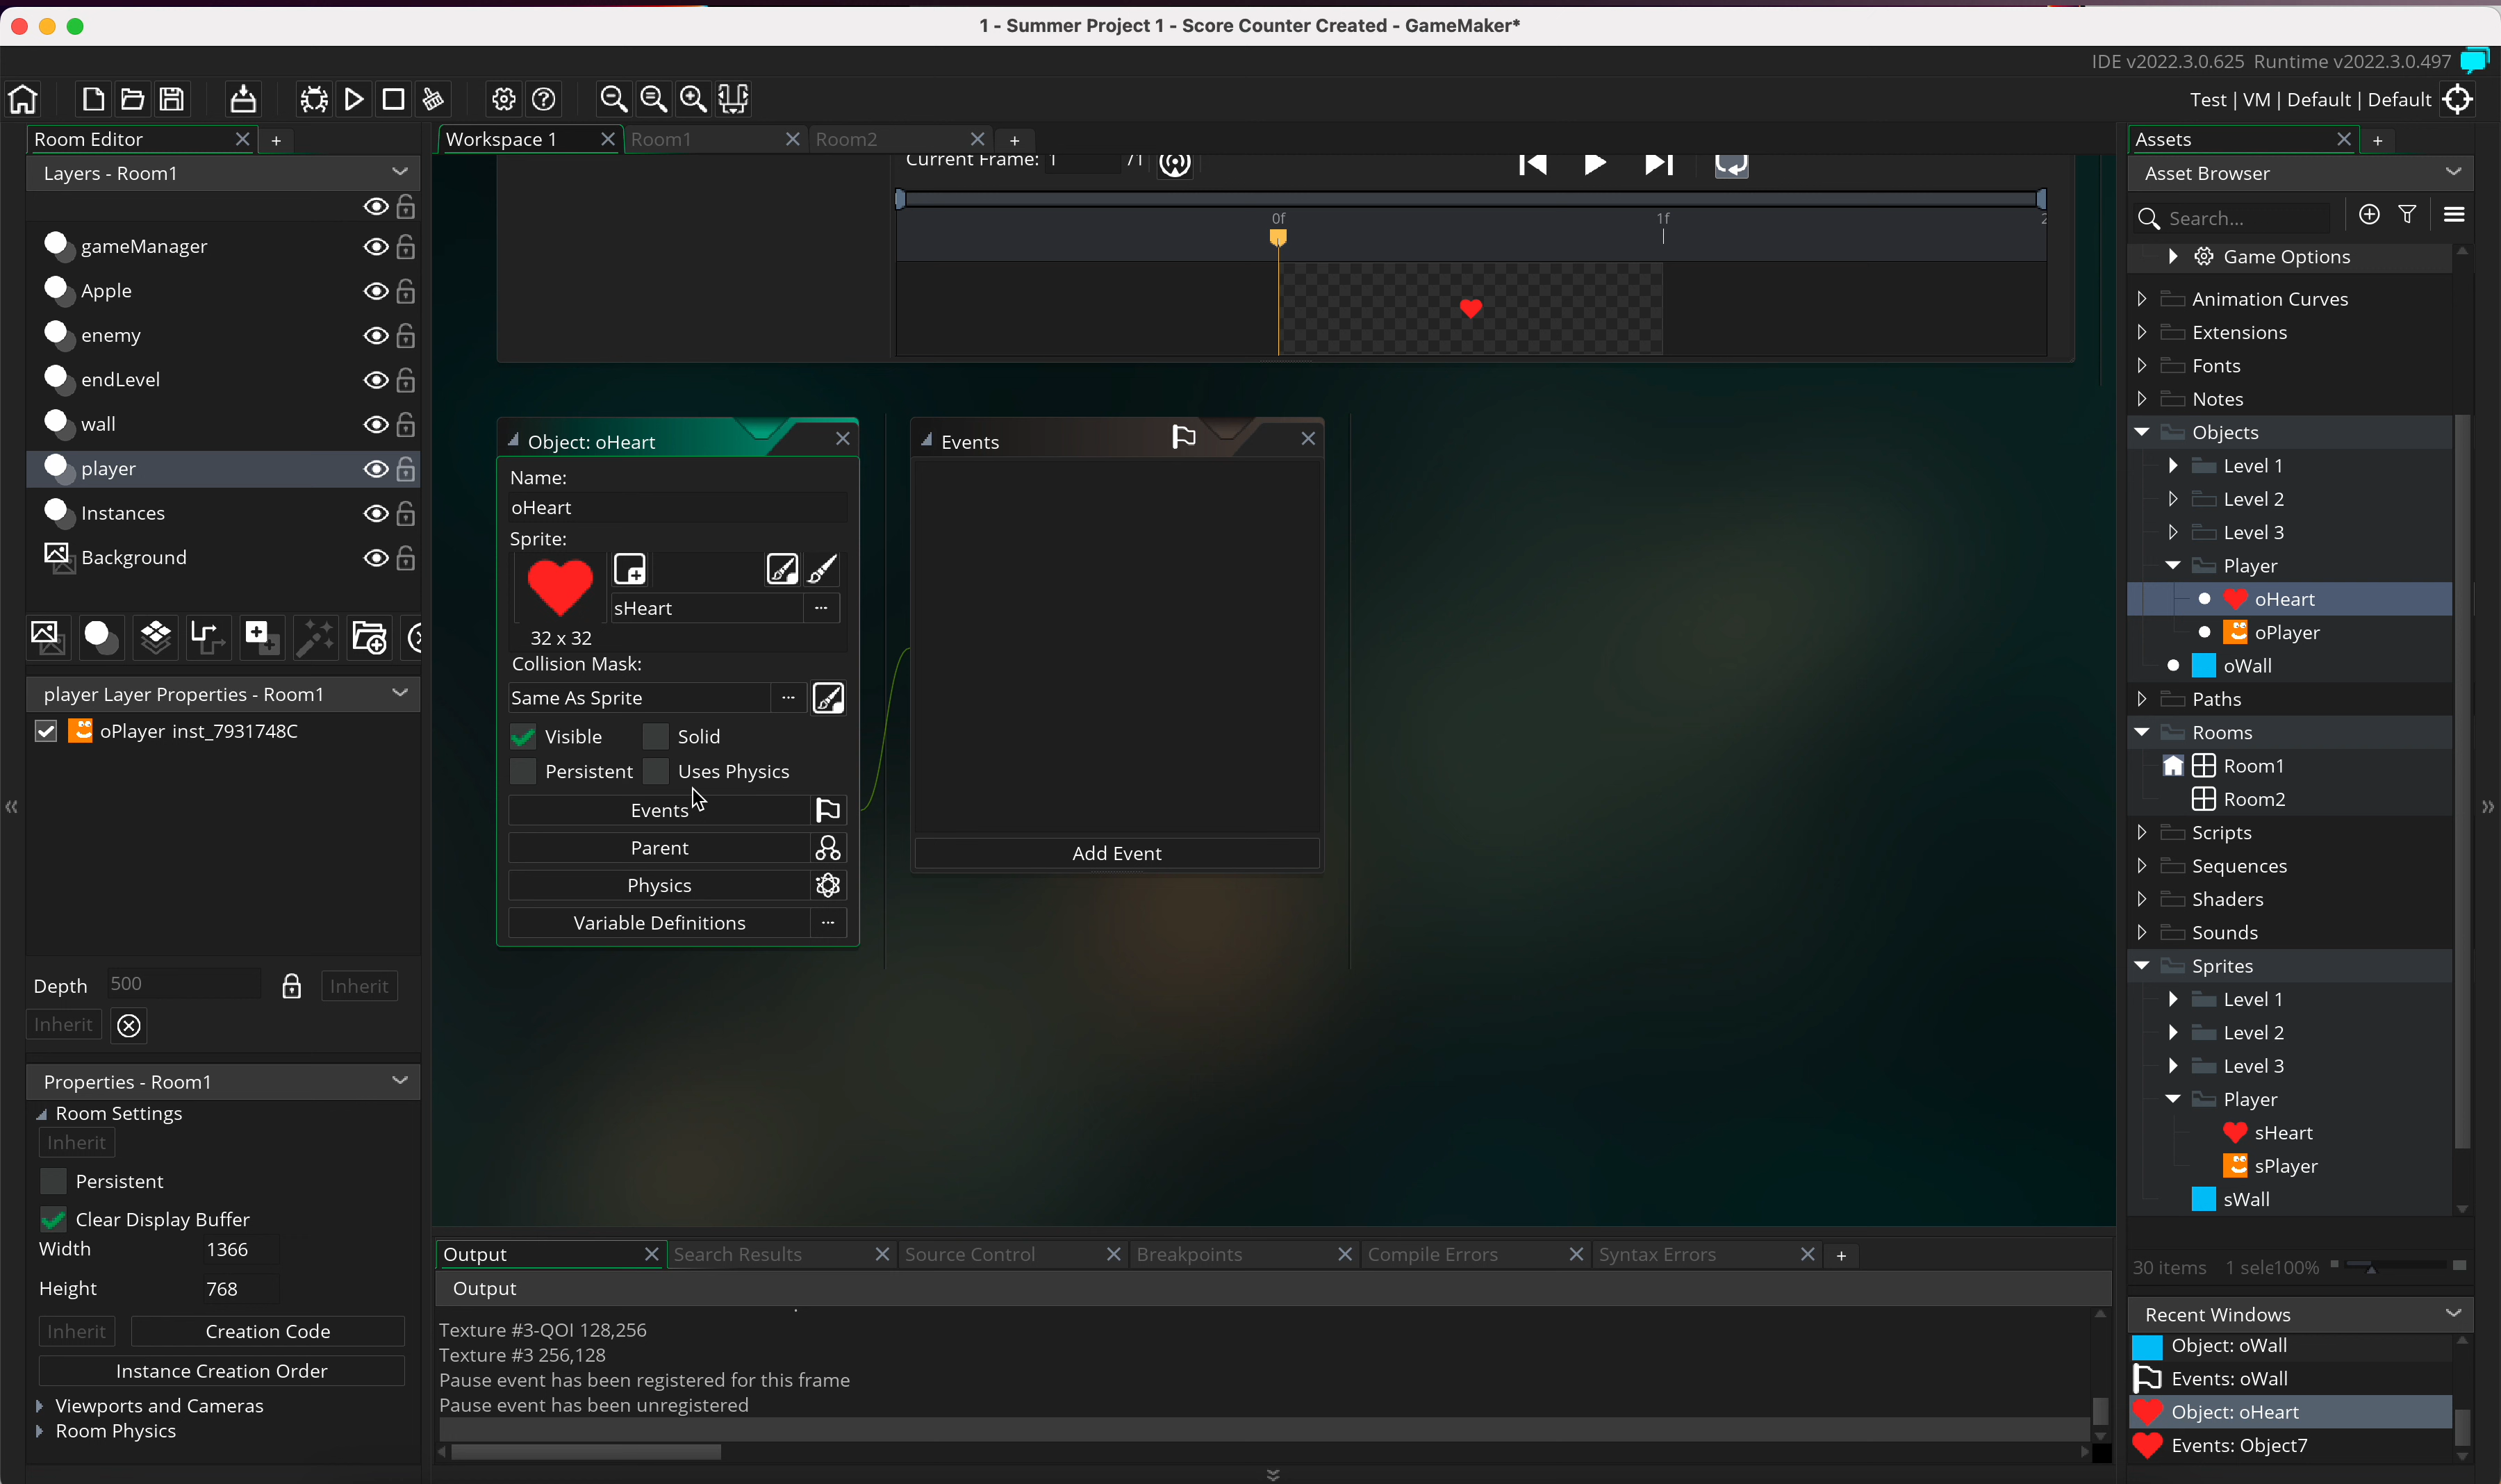 1 - Summer Project 1 - Score Counter Created - GameMaker*
IDE v2022.3.0.625 Runtime v2022.3.0.497
Test | VM | Default | Default
Room Editor
Layers - Room1
gameManager
Apple
enemy
endLevel
wall
player
Instances
Background
player Layer Properties - Room1
oPlayer inst_7931748C
Depth 500 Inherit
Inherit
Properties - Room1
Room Settings
Inherit
Persistent
Clear Display Buffer
Width 1366
Height 768
Inherit Creation Code
Instance Creation Order
Viewports and Cameras
Room Physics
Workspace 1 Room1 Room2 +
Current Frame: 1 /1
0f 1f 2
Object: oHeart
Name:
oHeart
Sprite:
sHeart
32 x 32
Collision Mask:
Same As Sprite
Visible Solid
Persistent Uses Physics
Events
Parent
Physics
Variable Definitions
Events
Add Event
Output Search Results Source Control Breakpoints Compile Errors Syntax Errors +
Output
Texture #3-QOI 128,256
Texture #3 256,128
Pause event has been registered for this frame
Pause event has been unregistered
Assets
Asset Browser
Search...
Game Options
Animation Curves
Extensions
Fonts
Notes
Objects
Level 1
Level 2
Level 3
Player
oHeart
oPlayer
oWall
Paths
Rooms
Room1
Room2
Scripts
Sequences
Shaders
Sounds
Sprites
Level 1
Level 2
Level 3
Player
sHeart
sPlayer
sWall
30 items 1 sele 100%
Recent Windows
Object: oWall
Events: oWall
Object: oHeart
Events: Object7